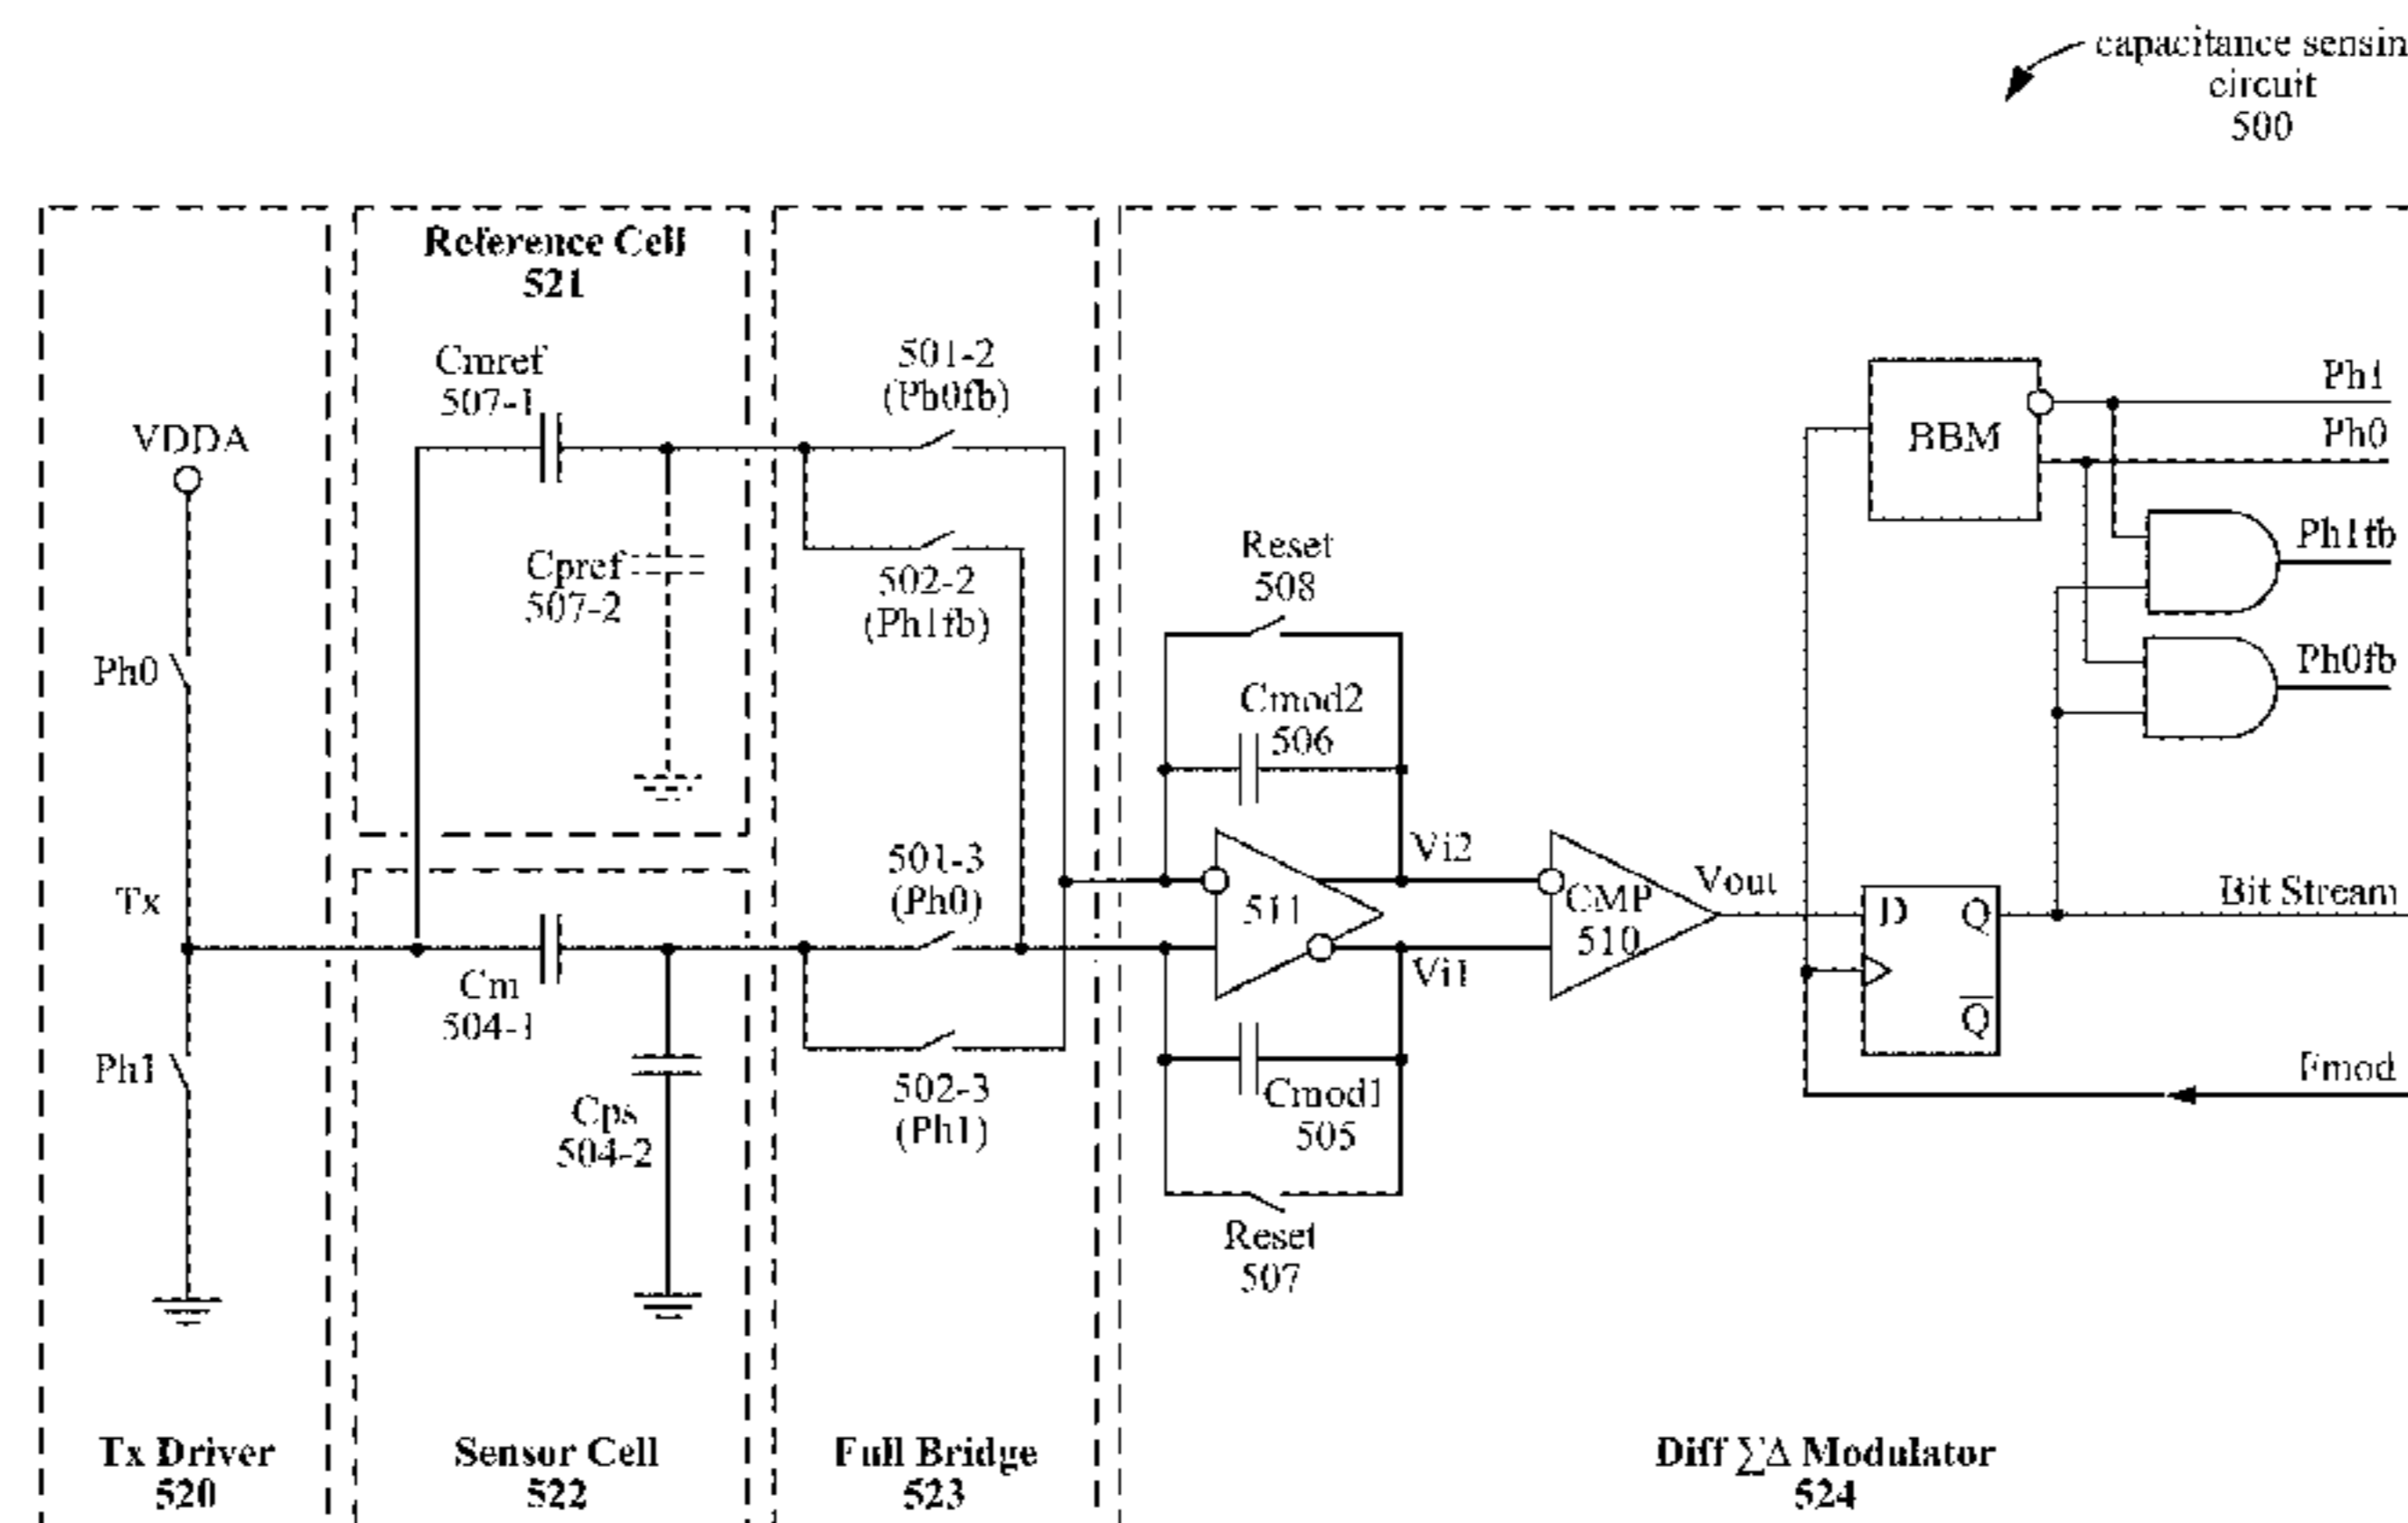 capacitance sensin
circuit
500
Reference Cell
521
Cmref
507-1
501-2
(Ph0fb)
VDDA
BBM
Ph1
Ph0
Cpref
507-2
502-2
(Ph1fb)
Reset
508
Ph1fb
Ph0
Cmod2
506
Ph0fb
Tx
501-3
(Ph0)
511
Vi2
CMP
510
Vout
D Q
Q
Bit Stream
Cm
504-1
Vi1
Ph1
Cps
504-2
502-3
(Ph1)
Cmod1
505
Fmod
Reset
507
Tx Driver
520
Sensor Cell
522
Full Bridge
523
Diff ∑Δ Modulator
524